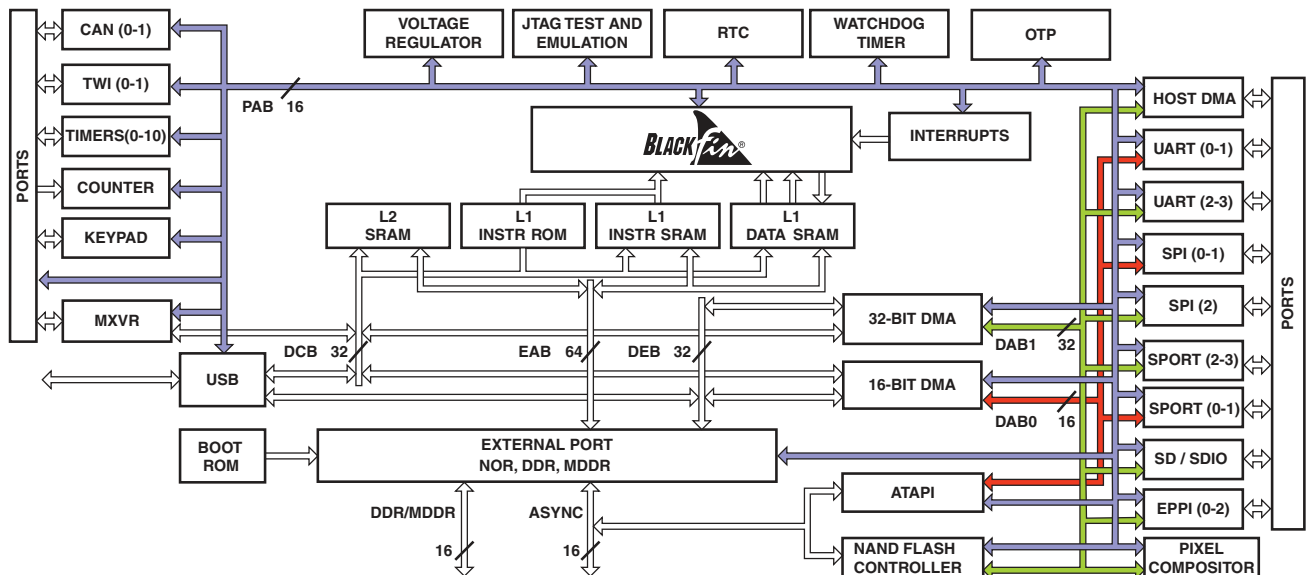 VOLTAGE
REGULATOR
JTAG TEST AND
EMULATION
RTC
WATCHDOG
TIMER
OTP
CAN (0-1)
TWI (0-1)
TIMERS(0-10)
COUNTER
KEYPAD
MXVR
USB
PORTS
PAB 16
BLACKfin®
INTERRUPTS
L2
SRAM
L1
INSTR ROM
L1
INSTR SRAM
L1
DATA SRAM
HOST DMA
UART (0-1)
UART (2-3)
SPI (0-1)
SPI (2)
SPORT (2-3)
SPORT (0-1)
SD / SDIO
EPPI (0-2)
PIXEL
COMPOSITOR
PORTS
32-BIT DMA
16-BIT DMA
DCB 32
EAB 64
DEB 32
DAB1 32
DAB0 16
BOOT
ROM
EXTERNAL PORT
NOR, DDR, MDDR
DDR/MDDR
16
ASYNC
16
ATAPI
NAND FLASH
CONTROLLER